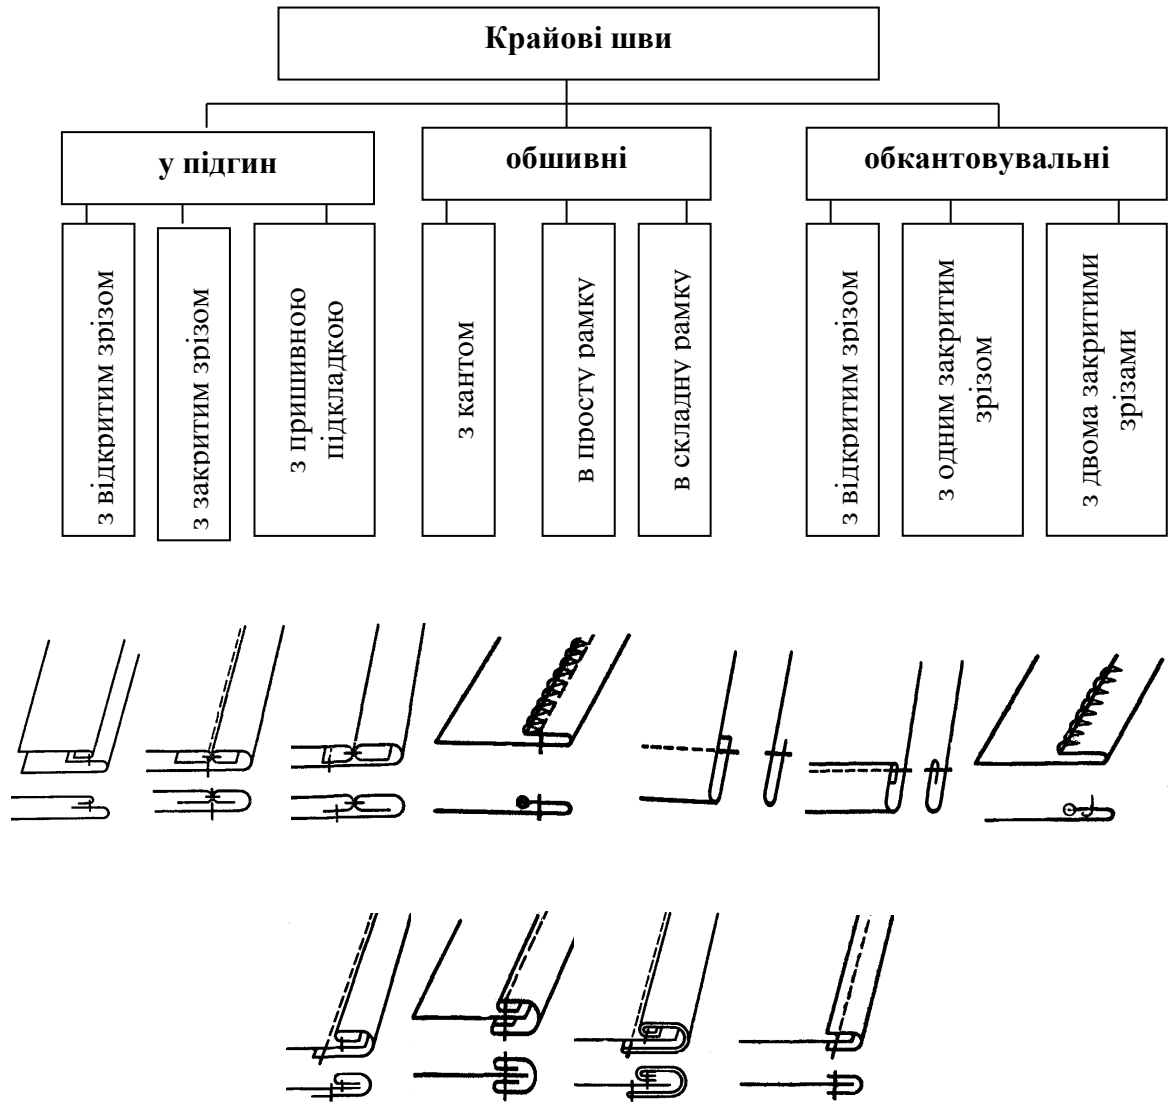 Крайові шви
у підгин
обшивні
обкантовувальні
з відкритим зрізом
з закритим зрізом
з пришивною
підкладкою
з кантом
в просту рамку
в складну рамку
з відкритим зрізом
з одним закритим
зрізом
з двома закритими
зрізами